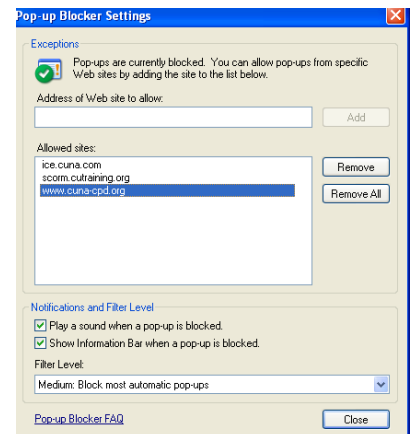 Pop-up Blocker Settings
Exceptions
Pop-ups are currently blocked. You can allow pop-ups from specific
Web sites by adding the site to the list below.
Address of Web site to allow:
Add
Allowed sites:
ice.cuna.com
scorm.cutraining.org
www.cuna-cpd.org
Remove
Remove All
Notifications and Filter Level
Play a sound when a pop-up is blocked.
Show Information Bar when a pop-up is blocked.
Filter Level:
Medium: Block most automatic pop-ups
Pop-up Blocker FAQ
Close